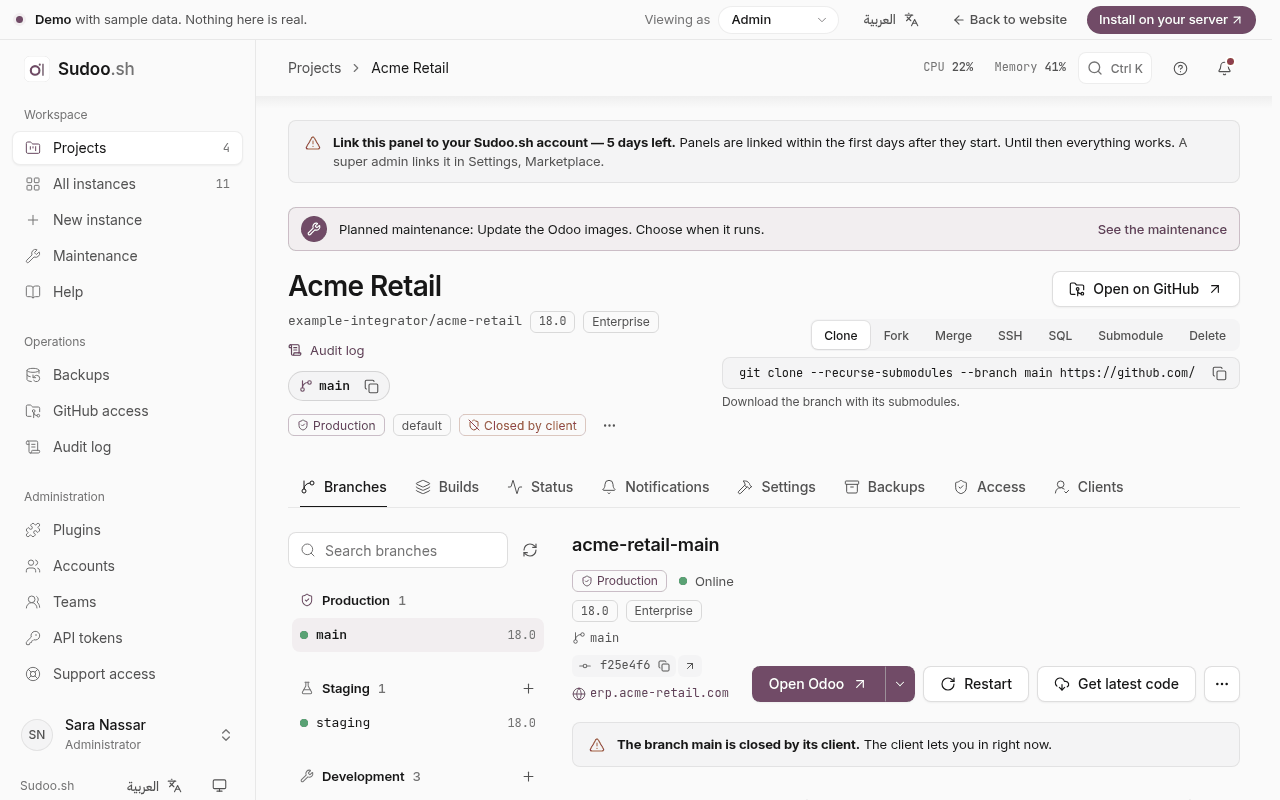 Demo with sample data. Nothing here is real.
Viewing as
Admin
العربية
Back to website
Install on your server
Sudoo.sh
Projects
Acme Retail
CPU 22%
Memory 41%
Ctrl K
Workspace
Projects 4
All instances 11
New instance
Maintenance
Help
Operations
Backups
GitHub access
Audit log
Administration
Plugins
Accounts
Teams
API tokens
Support access
SN
Sara Nassar
Administrator
Sudoo.sh
العربية
Link this panel to your Sudoo.sh account — 5 days left. Panels are linked within the first days after they start. Until then everything works. A
super admin links it in Settings, Marketplace.
Planned maintenance: Update the Odoo images. Choose when it runs.
See the maintenance
Acme Retail
example-integrator/acme-retail 18.0 Enterprise
Audit log
main
Production default Closed by client
Open on GitHub
Clone Fork Merge SSH SQL Submodule Delete
git clone --recurse-submodules --branch main https://github.com/
Download the branch with its submodules.
Branches Builds Status Notifications Settings Backups Access Clients
Search branches
Production 1
main 18.0
Staging 1
staging 18.0
Development 3
acme-retail-main
Production Online
18.0 Enterprise
main
f25e4f6
erp.acme-retail.com
Open Odoo
Restart
Get latest code
The branch main is closed by its client. The client lets you in right now.